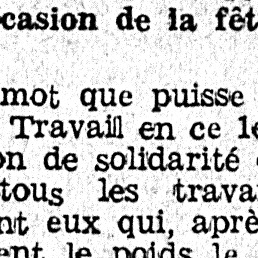 casion de la fêt
mot que puisse
Travail en ce le
on de solidarité
tous les trava
nt eux qui, aprè
ent le poids le